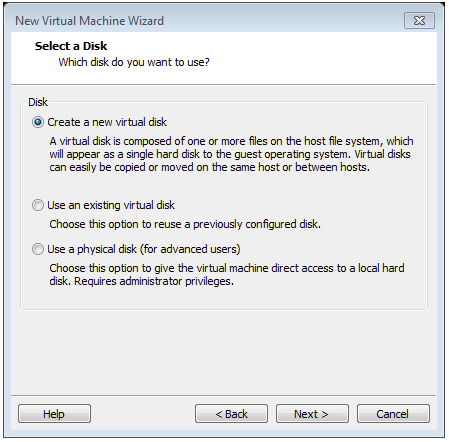 New Virtual Machine Wizard
Select a Disk
Which disk do you want to use?
Disk
Create a new virtual disk
A virtual disk is composed of one or more files on the host file system, which
will appear as a single hard disk to the guest operating system. Virtual disks
can easily be copied or moved on the same host or between hosts.
Use an existing virtual disk
Choose this option to reuse a previously configured disk.
Use a physical disk (for advanced users)
Choose this option to give the virtual machine direct access to a local hard
disk. Requires administrator privileges.
Help < Back Next > Cancel